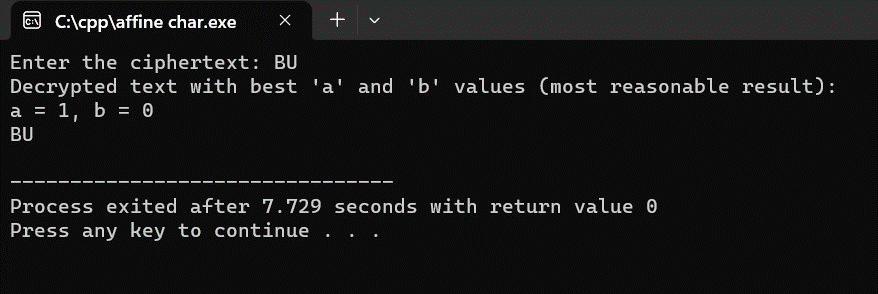 C:\cpp\affine char.exe
Enter the ciphertext: BU
Decrypted text with best 'a' and 'b' values (most reasonable result):
a = 1, b = 0
BU
--------------------------------
Process exited after 7.729 seconds with return value 0
Press any key to continue . . .